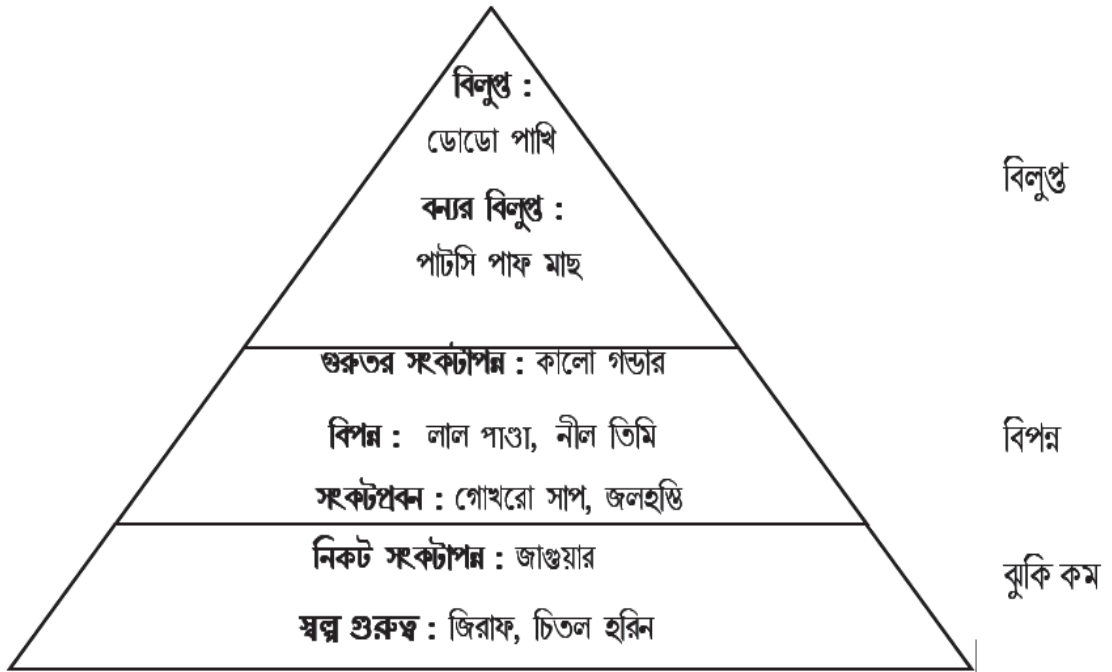 বিলুপ্ত :
ডোডো পাখি
বন্যর বিলুপ্ত :
পাটসি পাফ মাছ
বিলুপ্ত
গুরুতর সংকটাপন্ন : কালো গন্ডার
বিপন্ন : লাল পাণ্ডা, নীল তিমি
সংকটপ্রবন : গোখরো সাপ, জলহস্তি
বিপন্ন
নিকট সংকটাপন্ন : জাগুয়ার
স্বল্প গুরুত্ব : জিরাফ, চিতল হরিন
ঝুকি কম